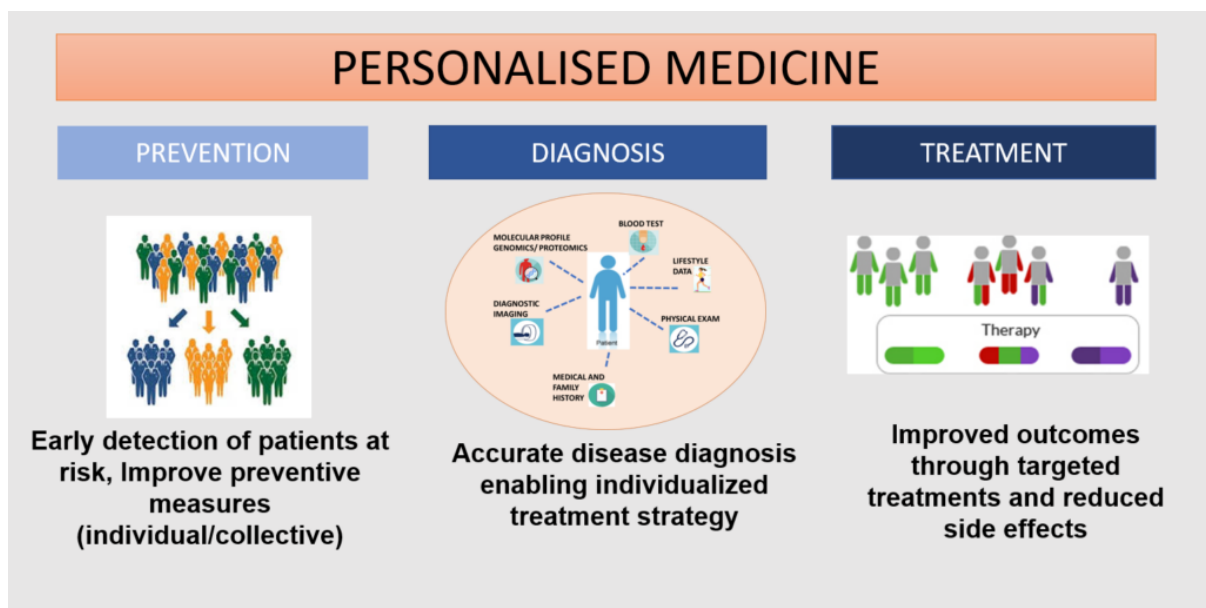 PERSONALISED MEDICINE
PREVENTION
DIAGNOSIS
TREATMENT
Early detection of patients at
risk, Improve preventive
measures
(individual/collective)
BLOOD TEST
MOLECULAR PROFILE
GENOMICS/ PROTEOMICS
LIFESTYLE
DATA
DIAGNOSTIC
IMAGING
PHYSICAL EXAM
Patient
MEDICAL AND
FAMILY
HISTORY
Accurate disease diagnosis
enabling individualized
treatment strategy
Therapy
Improved outcomes
through targeted
treatments and reduced
side effects